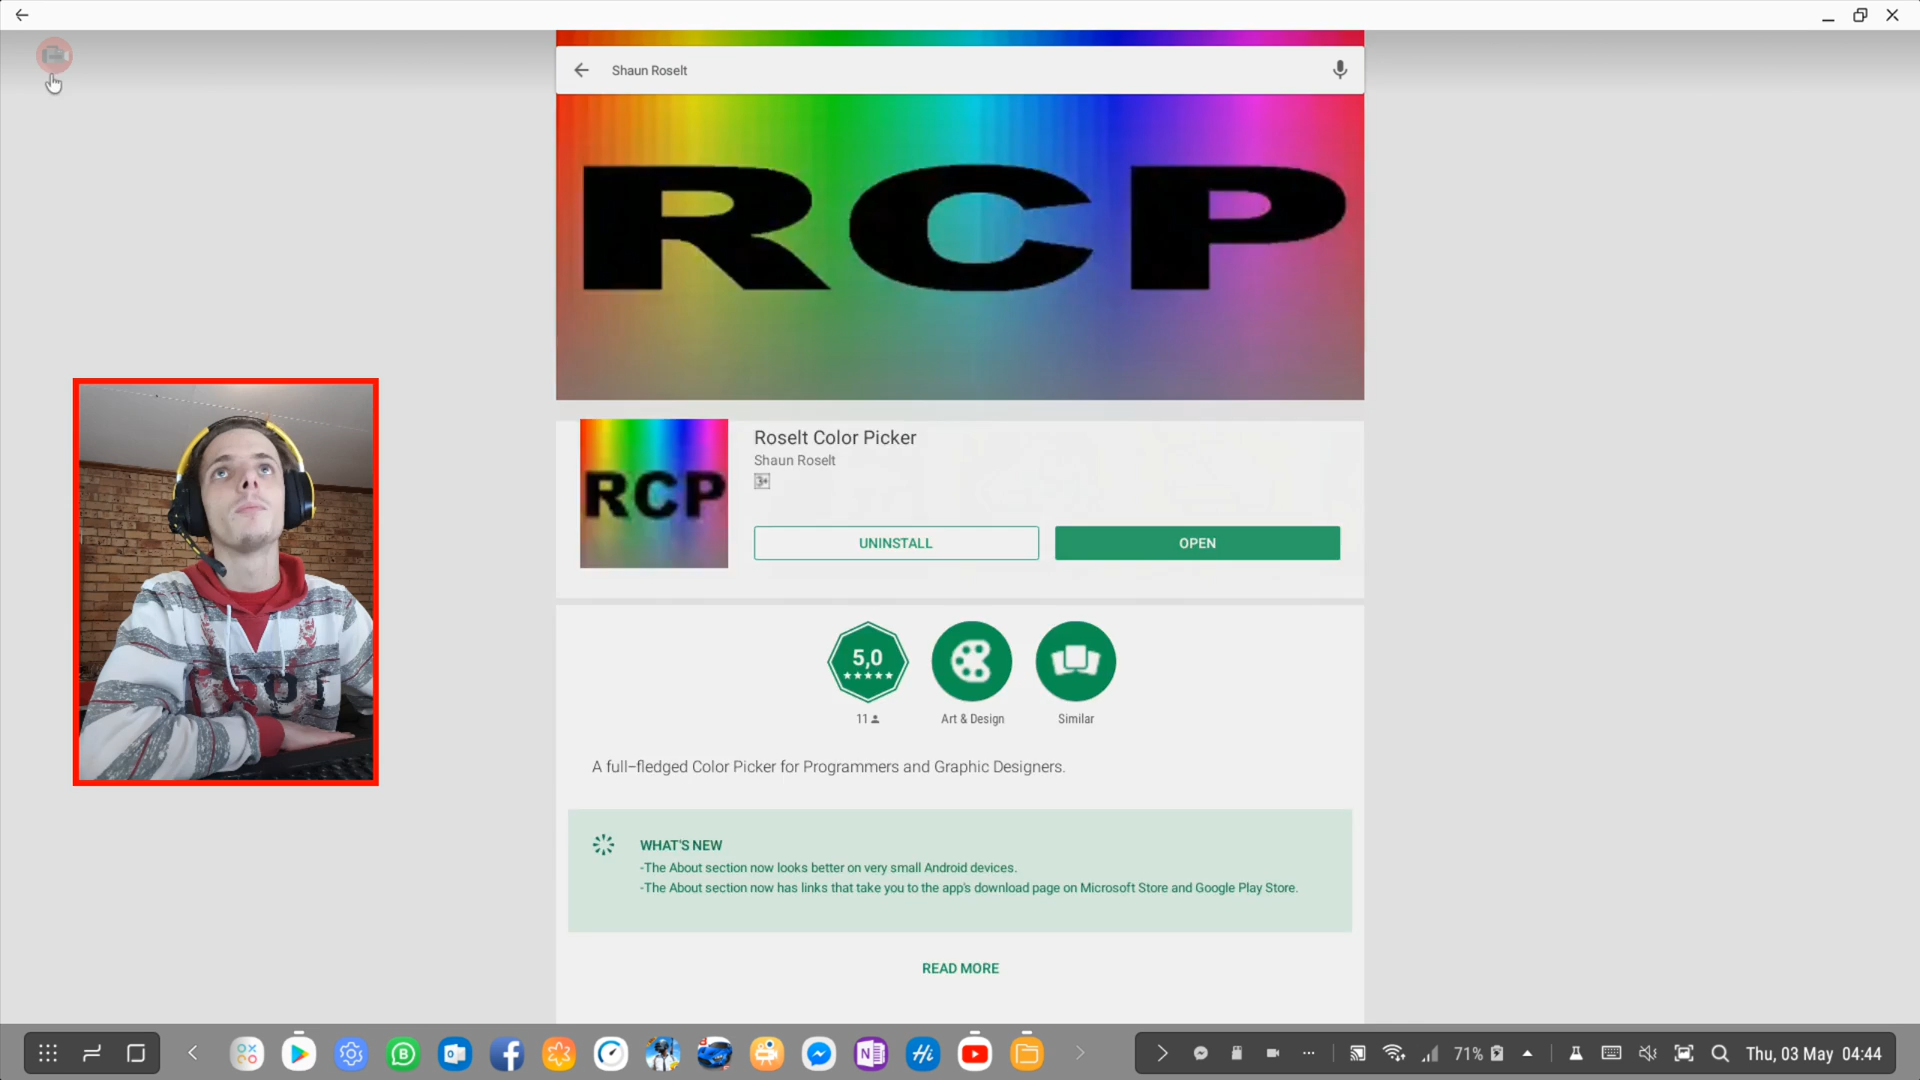 Shaun Roselt
RCP
RCP
Roselt Color Picker
Shaun Roselt
3+
UNINSTALL
OPEN
5,0
11
Art & Design
Similar
A full-fledged Color Picker for Programmers and Graphic Designers.
WHAT'S NEW
-The About section now looks better on very small Android devices.
-The About section now has links that take you to the app's download page on Microsoft Store and Google Play Store.
READ MORE
Hi
71%
Thu, 03 May 04:44